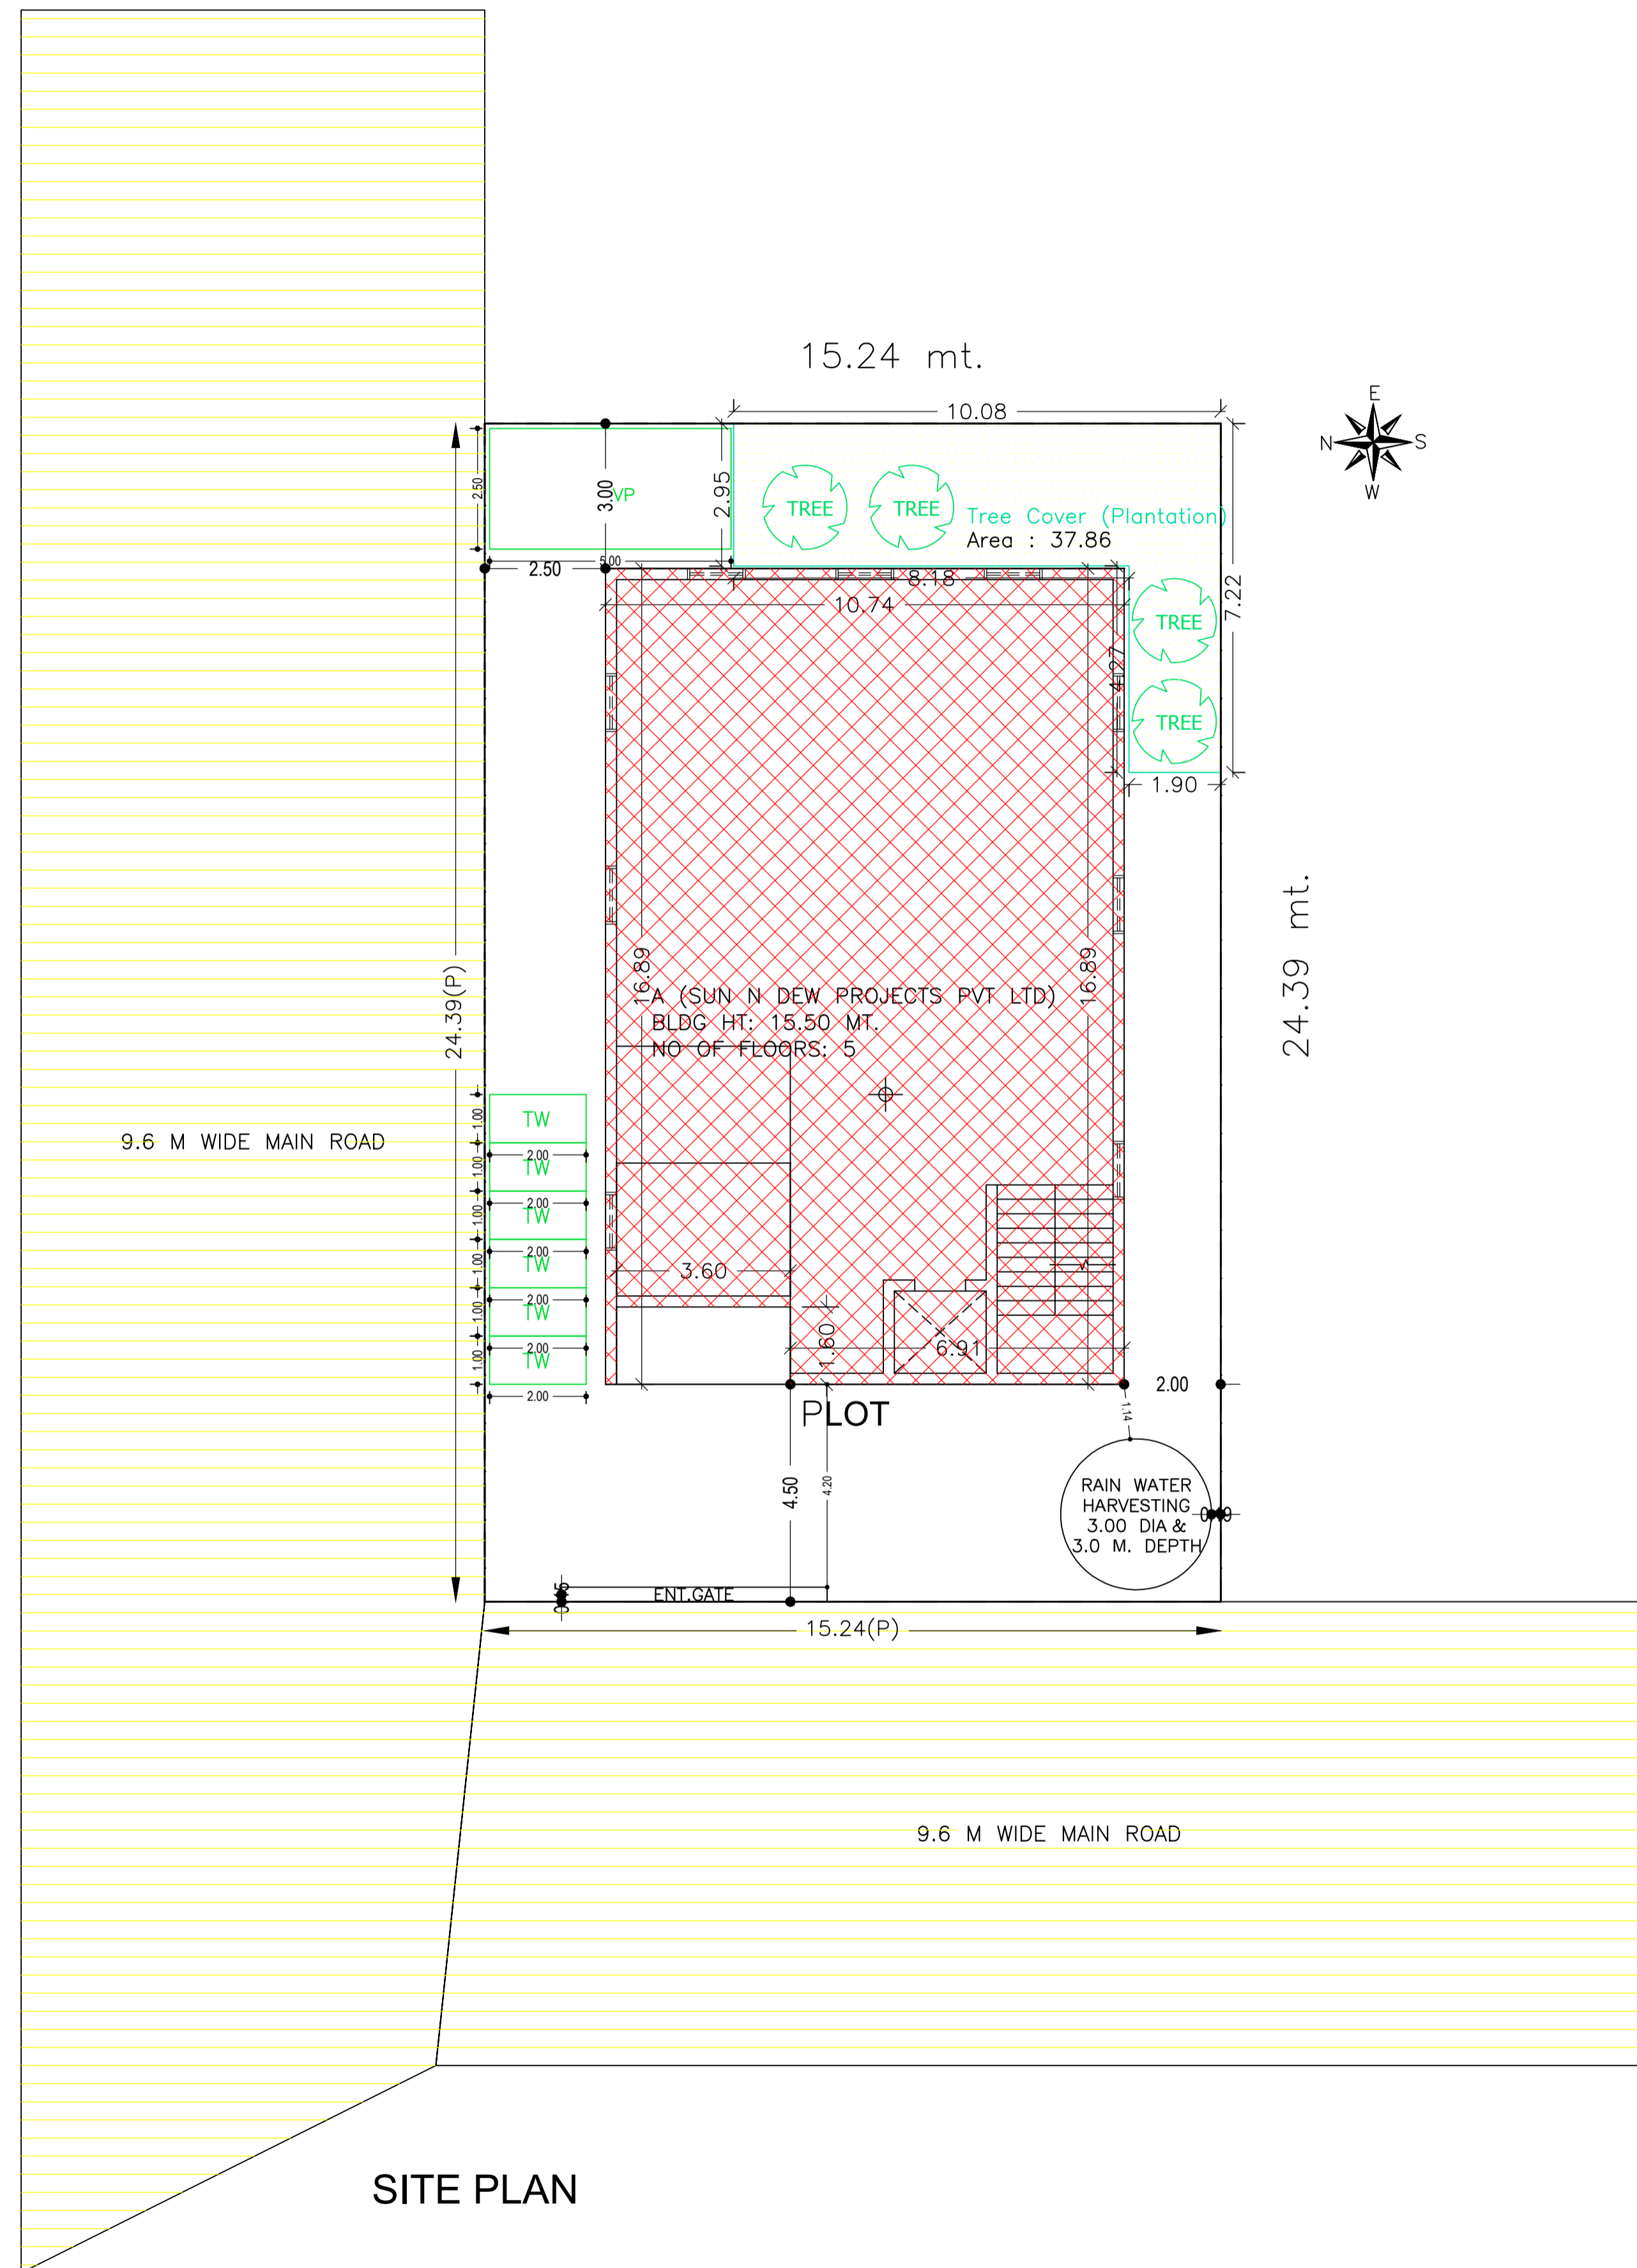 15.24 mt.
10.08
E
N
S
W
2.50
3.00
VP
2.95
TREE
TREE
Tree Cover (Plantation)
Area : 37.86
5.00
2.50
8.18
10.74
7.22
TREE
4.27
TREE
1.90
24.39 mt.
24.39(P)
16.89
16.89
A (SUN N DEW PROJECTS PVT LTD)
BLDG HT: 15.50 MT.
NO OF FLOORS: 5
9.6 M WIDE MAIN ROAD
1.00
TW
2.00
1.00
TW
2.00
1.00
TW
2.00
1.00
TW
2.00
1.00
TW
2.00
1.00
TW
2.00
3.60
1.60
6.91
2.00
PLOT
1.14
4.50
4.20
RAIN WATER
HARVESTING
3.00 DIA &
3.0 M. DEPTH
ENT.GATE
15.24(P)
9.6 M WIDE MAIN ROAD
SITE PLAN